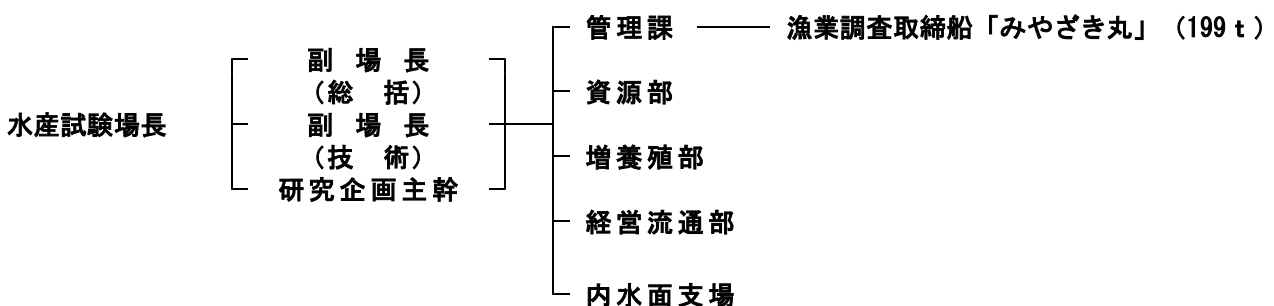 管理課 漁業調査取締船「みやざき丸」（199ｔ）
副場長
（総括）
資源部
水産試験場長
副場長
（技術）
増養殖部
研究企画主幹
経営流通部
内水面支場